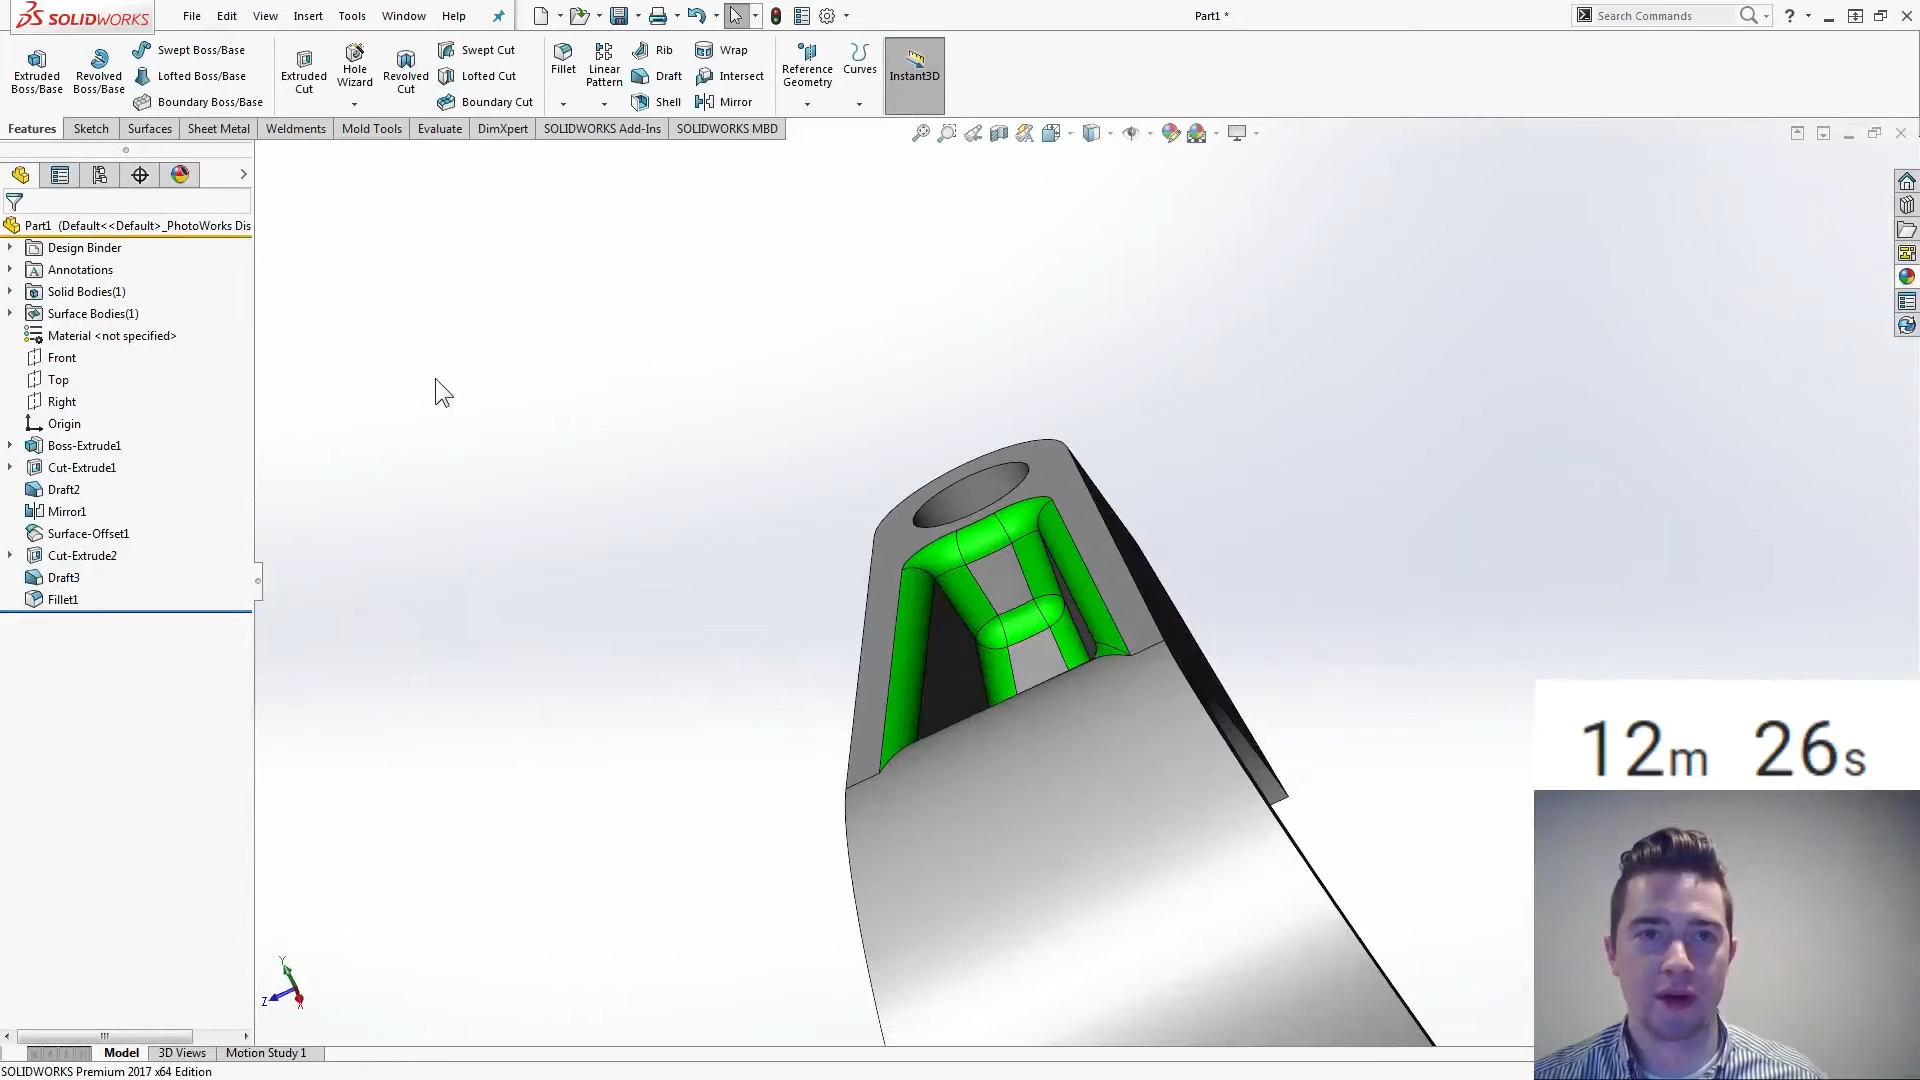 SOLIDWORKS
File Edit View Insert Tools Window Help
Part1 *
Search Commands
Extruded Boss/Base
Revolved Boss/Base
Swept Boss/Base
Lofted Boss/Base
Boundary Boss/Base
Extruded Cut
Hole Wizard
Revolved Cut
Swept Cut
Lofted Cut
Boundary Cut
Fillet
Linear Pattern
Rib
Draft
Shell
Wrap
Intersect
Mirror
Reference Geometry
Curves
Instant3D
Features Sketch Surfaces Sheet Metal Weldments Mold Tools Evaluate DimXpert SOLIDWORKS Add-Ins SOLIDWORKS MBD
Part1 (Default<<Default>_PhotoWorks Dis
Design Binder
Annotations
Solid Bodies(1)
Surface Bodies(1)
Material <not specified>
Front
Top
Right
Origin
Boss-Extrude1
Cut-Extrude1
Draft2
Mirror1
Surface-Offset1
Cut-Extrude2
Draft3
Fillet1
12m 26s
Y
Z
X
Model 3D Views Motion Study 1
SOLIDWORKS Premium 2017 x64 Edition